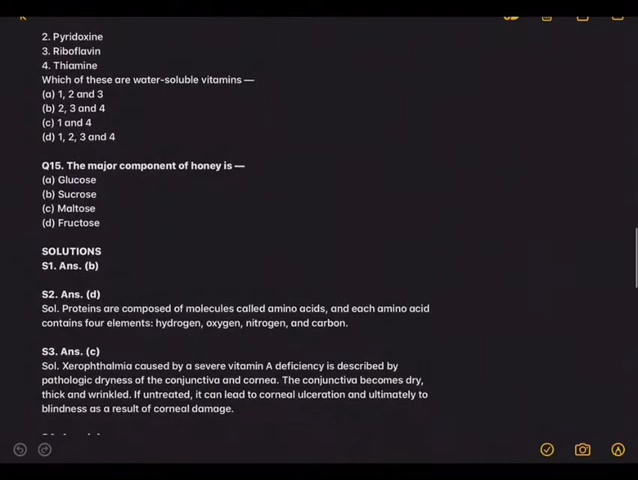 2. Pyridoxine
3. Riboflavin
4. Thiamine
Which of these are water-soluble vitamins —
(a) 1, 2 and 3
(b) 2, 3 and 4
(c) 1 and 4
(d) 1, 2, 3 and 4
Q15. The major component of honey is —
(a) Glucose
(b) Sucrose
(c) Maltose
(d) Fructose
SOLUTIONS
S1. Ans. (b)
S2. Ans. (d)
Sol. Proteins are composed of molecules called amino acids, and each amino acid
contains four elements: hydrogen, oxygen, nitrogen, and carbon.
S3. Ans. (c)
Sol. Xerophthalmia caused by a severe vitamin A deficiency is described by
pathologic dryness of the conjunctiva and cornea. The conjunctiva becomes dry,
thick and wrinkled. If untreated, it can lead to corneal ulceration and ultimately to
blindness as a result of corneal damage.